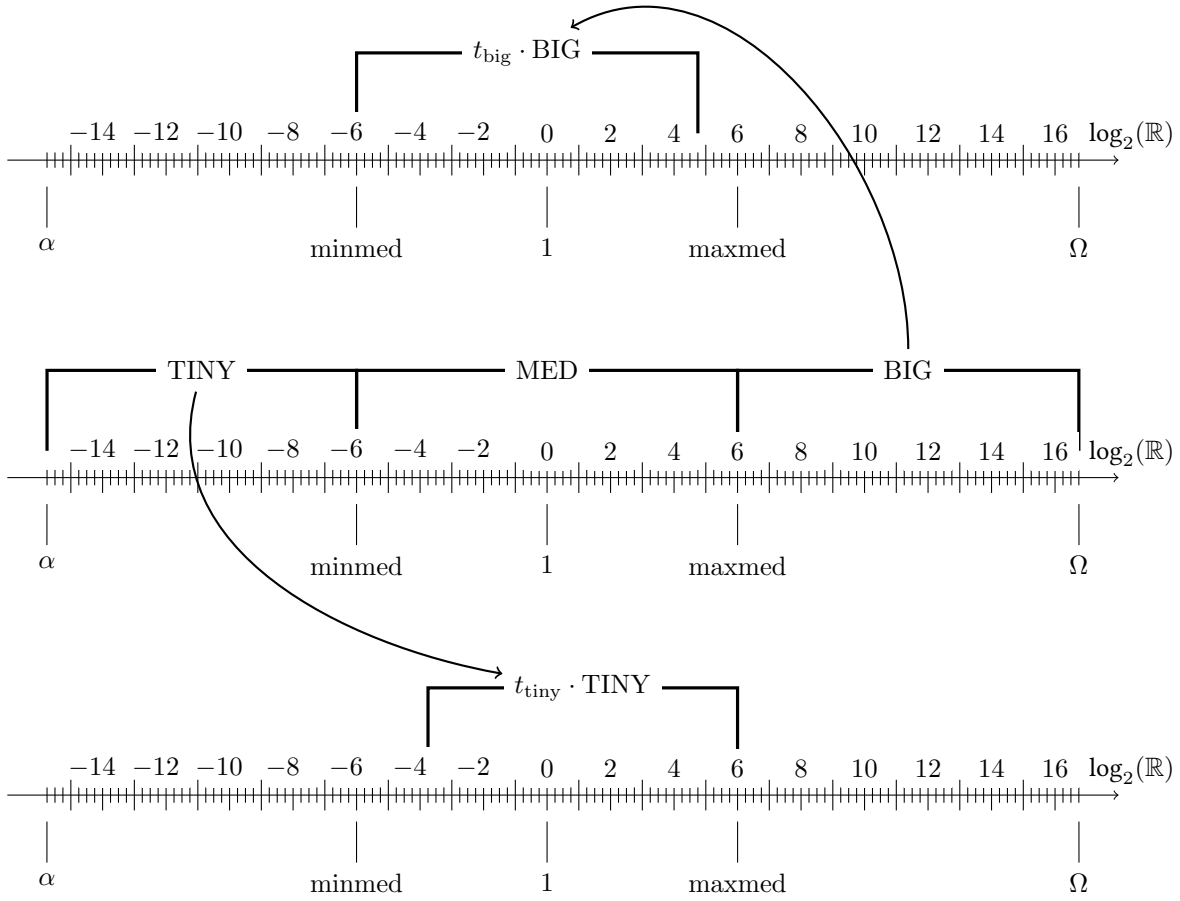 t_big · BIG
−14 −12 −10 −8 −6 −4 −2 0 2 4 6 8 10 12 14 16 log₂(ℝ)
α minmed 1 maxmed Ω
TINY MED BIG
−14 −12 −10 −8 −6 −4 −2 0 2 4 6 8 10 12 14 16 log₂(ℝ)
α minmed 1 maxmed Ω
t_tiny · TINY
−14 −12 −10 −8 −6 −4 −2 0 2 4 6 8 10 12 14 16 log₂(ℝ)
α minmed 1 maxmed Ω